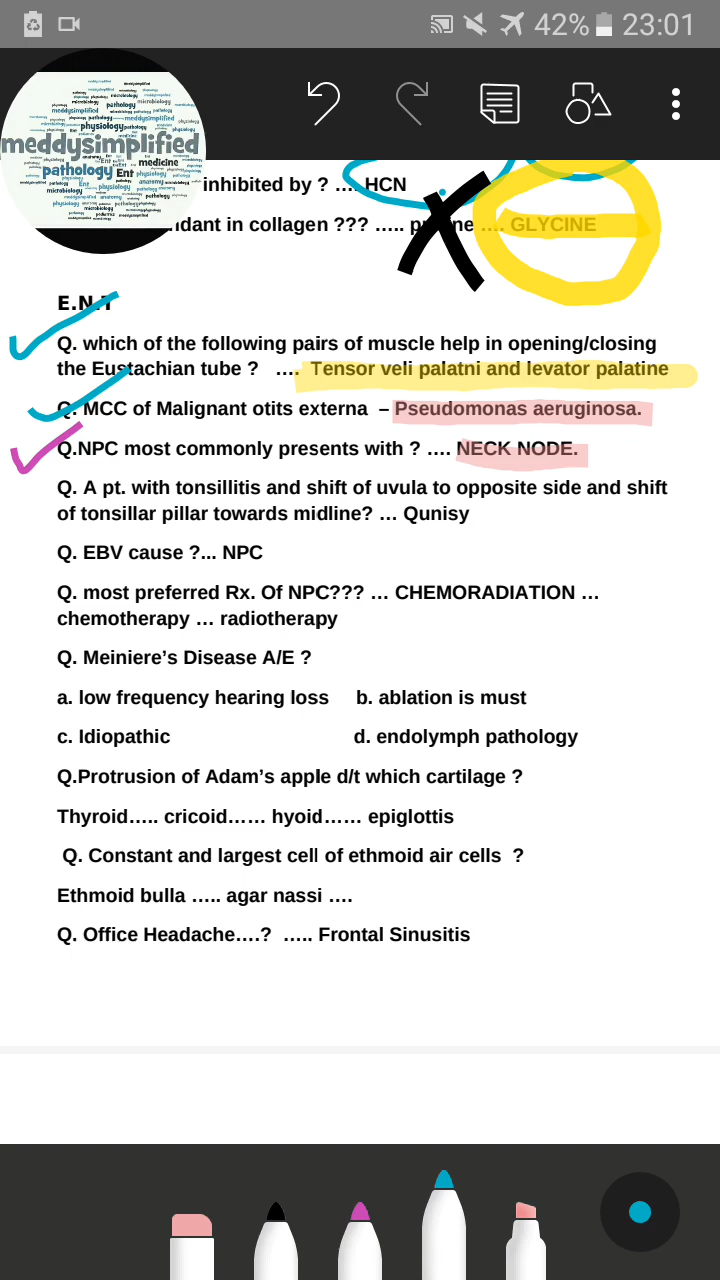 42% 23:01
meddysimplified
pathology
physiology
medicine
Ent
microbiology
inhibited by ? .... HCN
ndant in collagen ??? ..... .... GLYCINE
E.N.T
Q. which of the following pairs of muscle help in opening/closing
the Eustachian tube ? .... Tensor veli palatni and levator palatine
Q. MCC of Malignant otits externa – Pseudomonas aeruginosa.
Q.NPC most commonly presents with ? .... NECK NODE.
Q. A pt. with tonsillitis and shift of uvula to opposite side and shift
of tonsillar pillar towards midline? ... Qunisy
Q. EBV cause ?... NPC
Q. most preferred Rx. Of NPC??? ... CHEMORADIATION ...
chemotherapy ... radiotherapy
Q. Meiniere's Disease A/E ?
a. low frequency hearing loss b. ablation is must
c. Idiopathic d. endolymph pathology
Q.Protrusion of Adam's apple d/t which cartilage ?
Thyroid..... cricoid...... hyoid...... epiglottis
Q. Constant and largest cell of ethmoid air cells ?
Ethmoid bulla ..... agar nassi ....
Q. Office Headache....? ..... Frontal Sinusitis